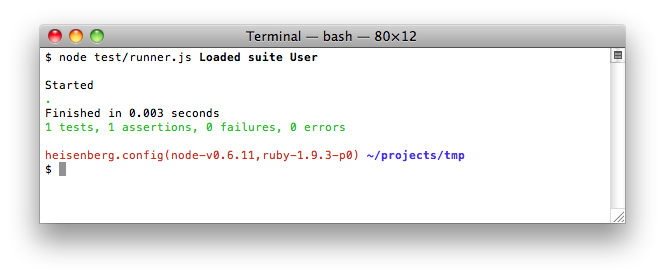 Terminal — bash — 80×12
$ node test/runner.js Loaded suite User
Started
.
Finished in 0.003 seconds
1 tests, 1 assertions, 0 failures, 0 errors
heisenberg.config(node-v0.6.11,ruby-1.9.3-p0) ~/projects/tmp
$